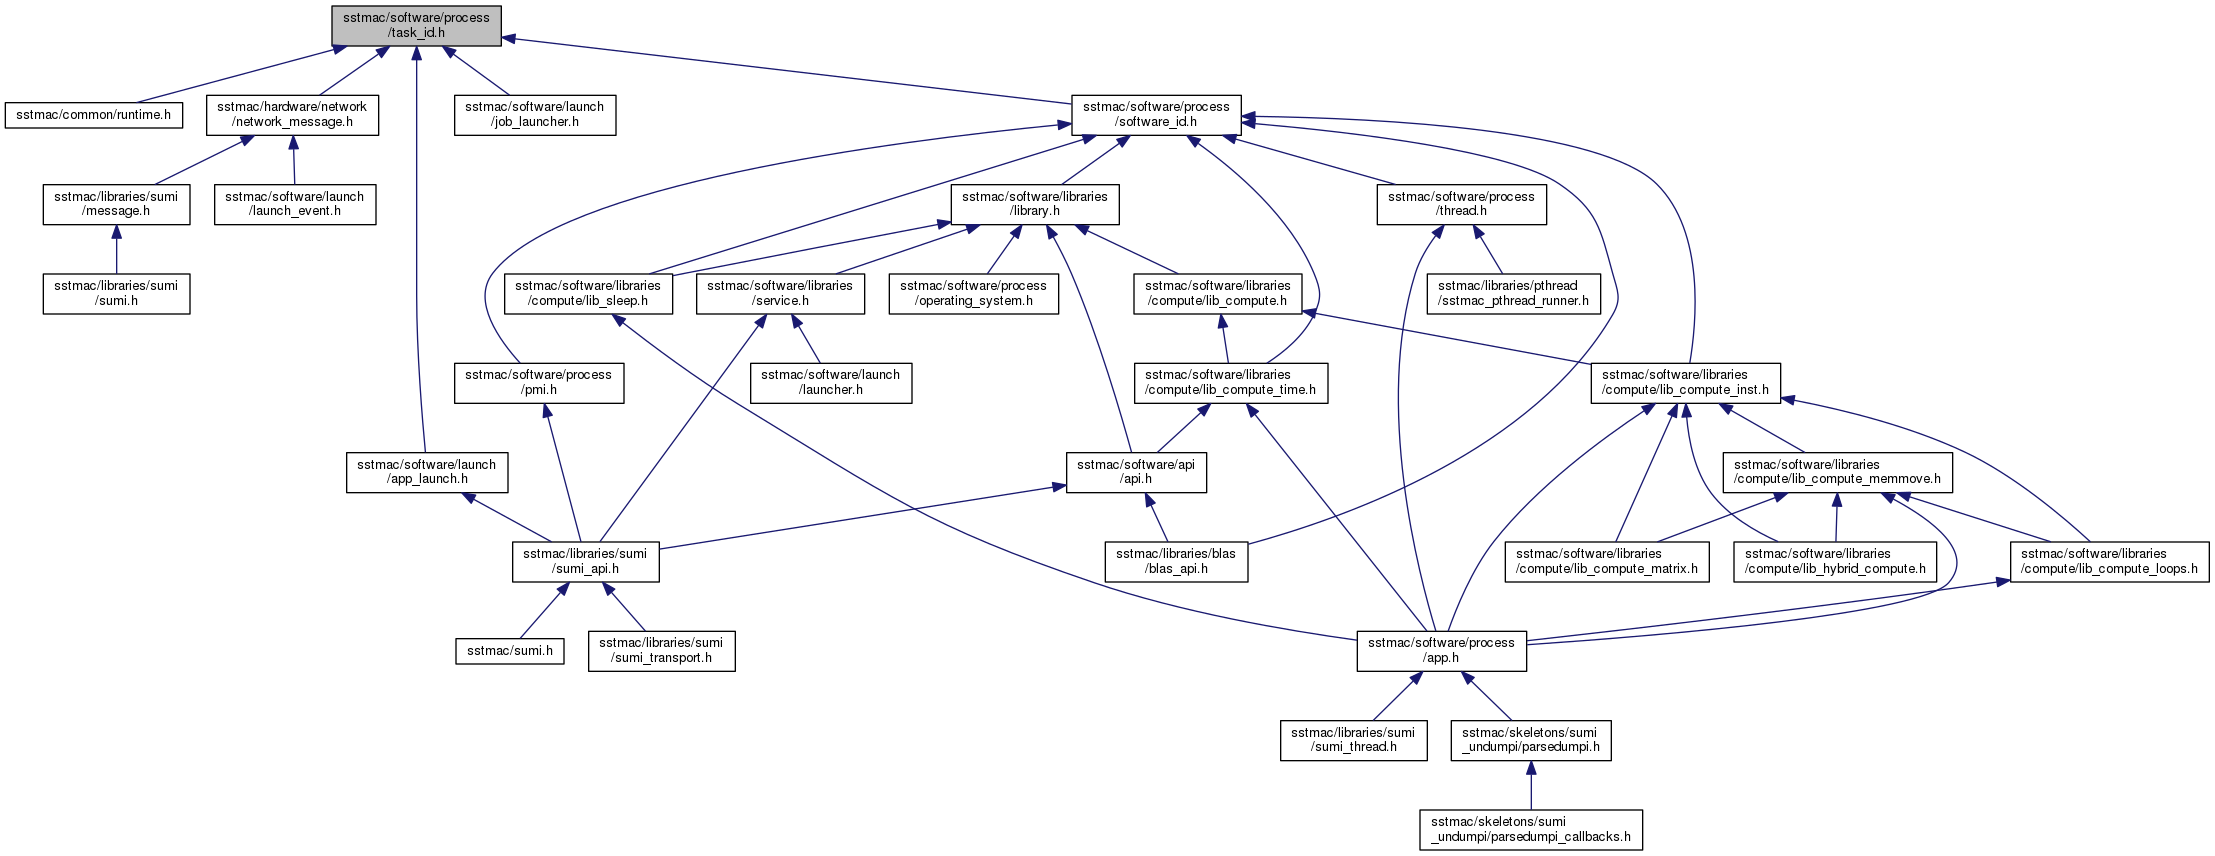 sstmac/software/process
/task_id.h
sstmac/common/runtime.h
sstmac/hardware/network
/network_message.h
sstmac/software/launch
/job_launcher.h
sstmac/software/process
/software_id.h
sstmac/libraries/sumi
/message.h
sstmac/software/launch
/launch_event.h
sstmac/software/libraries
/library.h
sstmac/software/process
/thread.h
sstmac/libraries/sumi
/sumi.h
sstmac/software/libraries
/compute/lib_sleep.h
sstmac/software/libraries
/service.h
sstmac/software/process
/operating_system.h
sstmac/software/libraries
/compute/lib_compute.h
sstmac/libraries/pthread
/sstmac_pthread_runner.h
sstmac/software/process
/pmi.h
sstmac/software/launch
/launcher.h
sstmac/software/libraries
/compute/lib_compute_time.h
sstmac/software/libraries
/compute/lib_compute_inst.h
sstmac/software/launch
/app_launch.h
sstmac/software/api
/api.h
sstmac/software/libraries
/compute/lib_compute_memmove.h
sstmac/libraries/sumi
/sumi_api.h
sstmac/libraries/blas
/blas_api.h
sstmac/software/libraries
/compute/lib_compute_matrix.h
sstmac/software/libraries
/compute/lib_hybrid_compute.h
sstmac/software/libraries
/compute/lib_compute_loops.h
sstmac/sumi.h
sstmac/libraries/sumi
/sumi_transport.h
sstmac/software/process
/app.h
sstmac/libraries/sumi
/sumi_thread.h
sstmac/skeletons/sumi
_undumpi/parsedumpi.h
sstmac/skeletons/sumi
_undumpi/parsedumpi_callbacks.h